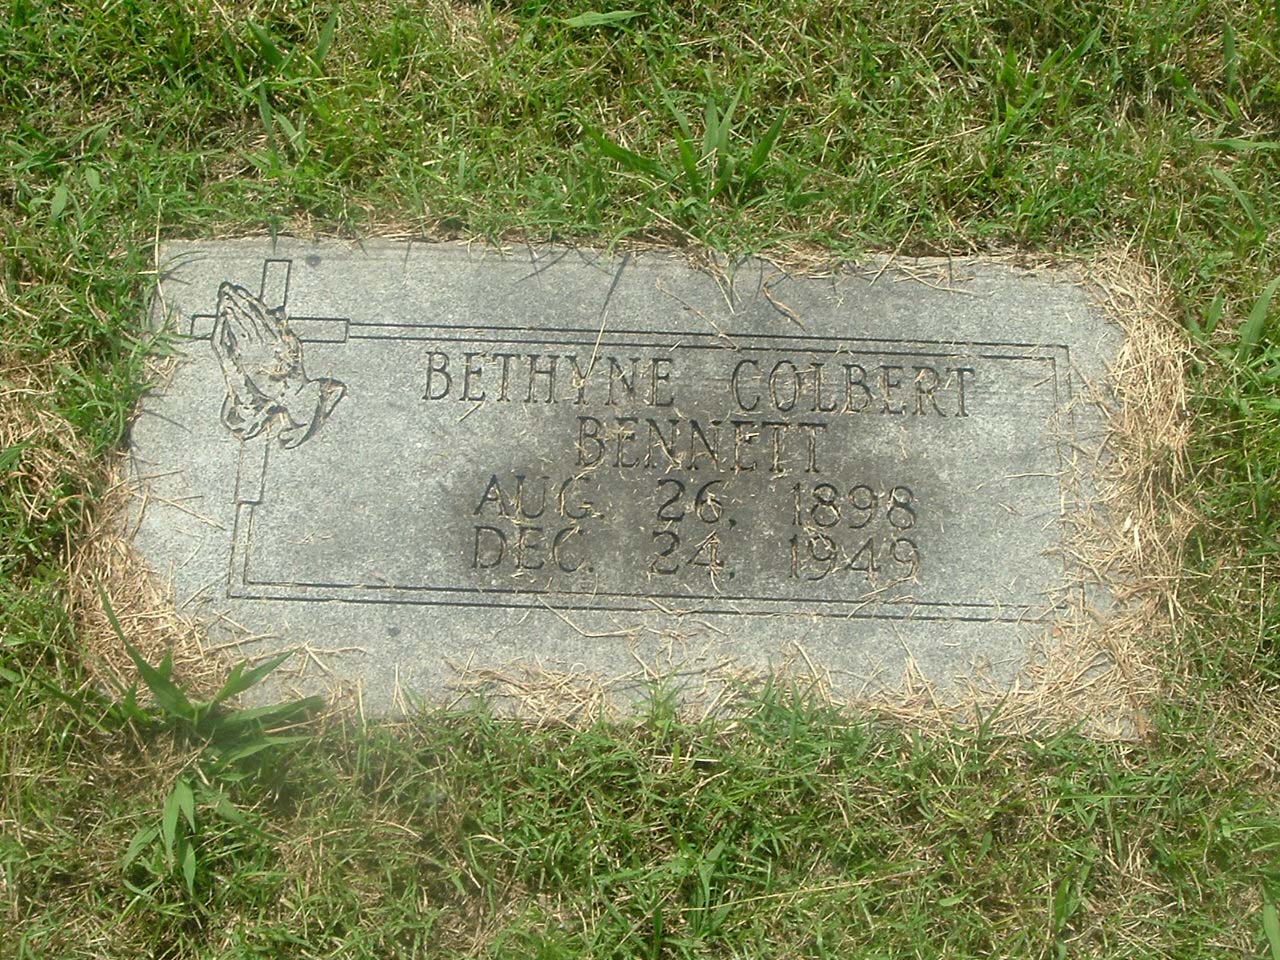 BETHYNE COLBERT
BENNETT
AUG. 26, 1898
DEC. 24, 1949